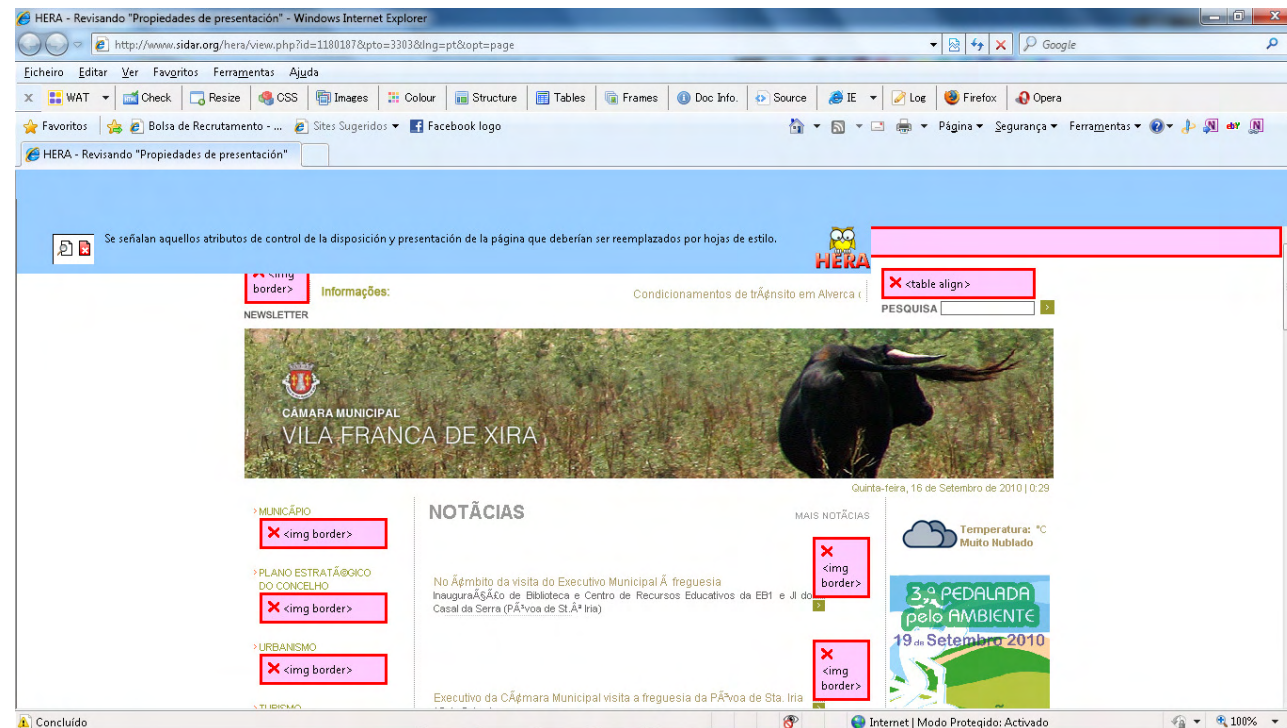 HERA - Revisando "Propiedades de presentación" - Windows Internet Explorer
http://www.sidar.org/hera/view.php?id=1180187&pto=3303&lng=pt&opt=page
Google
Ficheiro Editar Ver Favoritos Ferramentas Ajuda
x WAT Check Resize CSS Images Colour Structure Tables Frames Doc Info. Source IE Log Firefox Opera
Favoritos Bolsa de Recrutamento - ... Sites Sugeridos Facebook logo Página Segurança Ferramentas
HERA - Revisando "Propiedades de presentación"
Se señalan aquellos atributos de control de la disposición y presentación de la página que deberían ser reemplazados por hojas de estilo.
HERA
<img
border>
Informações:
Condicionamentos de trÃ¢nsito em Alverca
<table align>
NEWSLETTER
PESQUISA
CÂMARA MUNICIPAL
VILA FRANCA DE XIRA
Quinta-feira, 16 de Setembro de 2010 | 0:29
MUNICÃPIO
<img border>
PLANO ESTRATÃ©GICO
DO CONCELHO
<img border>
URBANISMO
<img border>
TURISMO
NOTÃCIAS
MAIS NOTÃCIAS
<img
border>
No Ã¢mbito da visita do Executivo Municipal Ã freguesia
InauguraÃ§Ã£o de Biblioteca e Centro de Recursos Educativos da EB1 e JI do
Casal da Serra (PÃ³voa de St.Âª Iria)
<img
border>
Executivo da CÃ¢mara Municipal visita a freguesia da PÃ³voa de Sta. Iria
Temperatura: ºC
Muito Nublado
3.ª PEDALADA
pelo AMBIENTE
19 de Setembro 2010
Concluído
Internet | Modo Protegido: Activado
100%